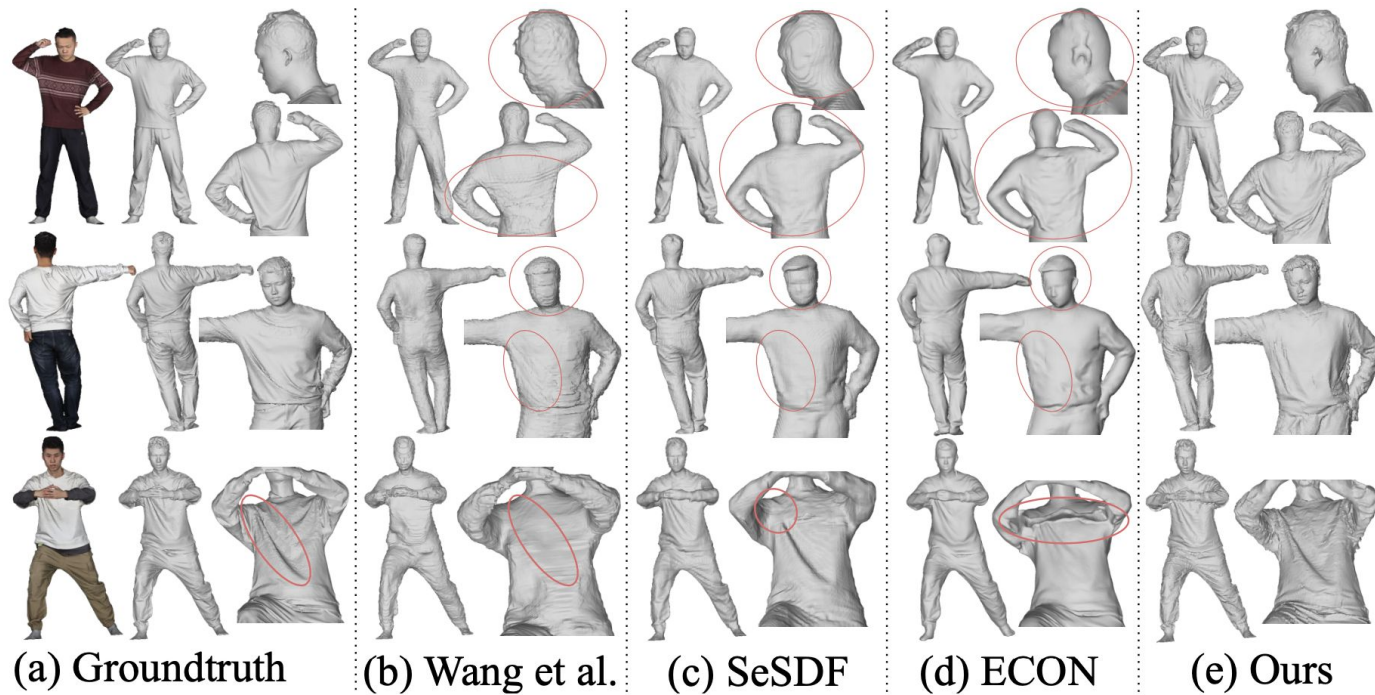 (a) Groundtruth
(b) Wang et al.
(c) SeSDF
(d) ECON
(e) Ours